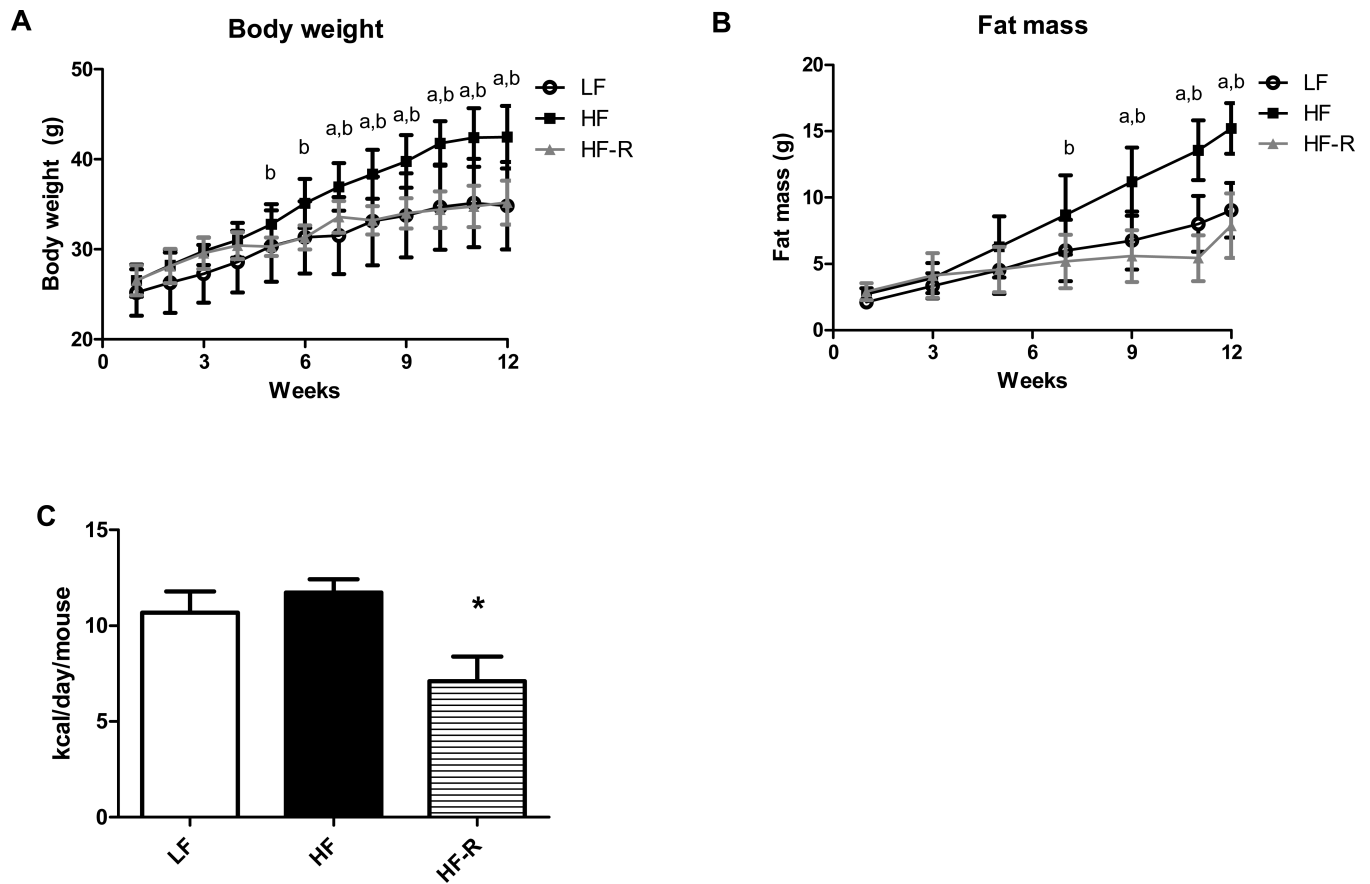 A
Body weight
Body weight (g)
50
40
30
20
0
3
6
9
12
Weeks
b
b
a,b
a,b
a,b
a,b
a,b
a,b
LF
HF
HF-R
B
Fat mass
Fat mass (g)
20
15
10
5
0
0
3
6
9
12
Weeks
b
a,b
a,b
a,b
LF
HF
HF-R
C
kcal/day/mouse
15
10
5
0
*
LF
HF
HF-R